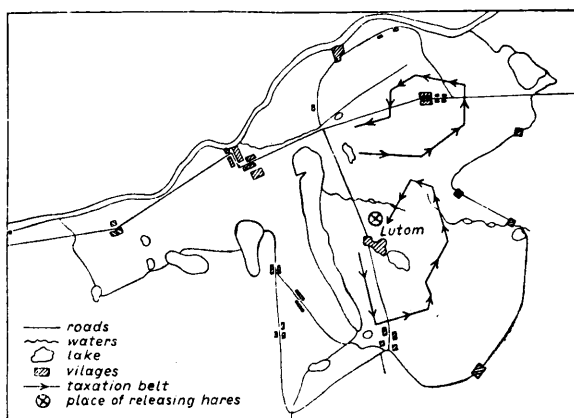 Lutom
roads
waters
lake
vilages
taxation belt
place of releasing hares